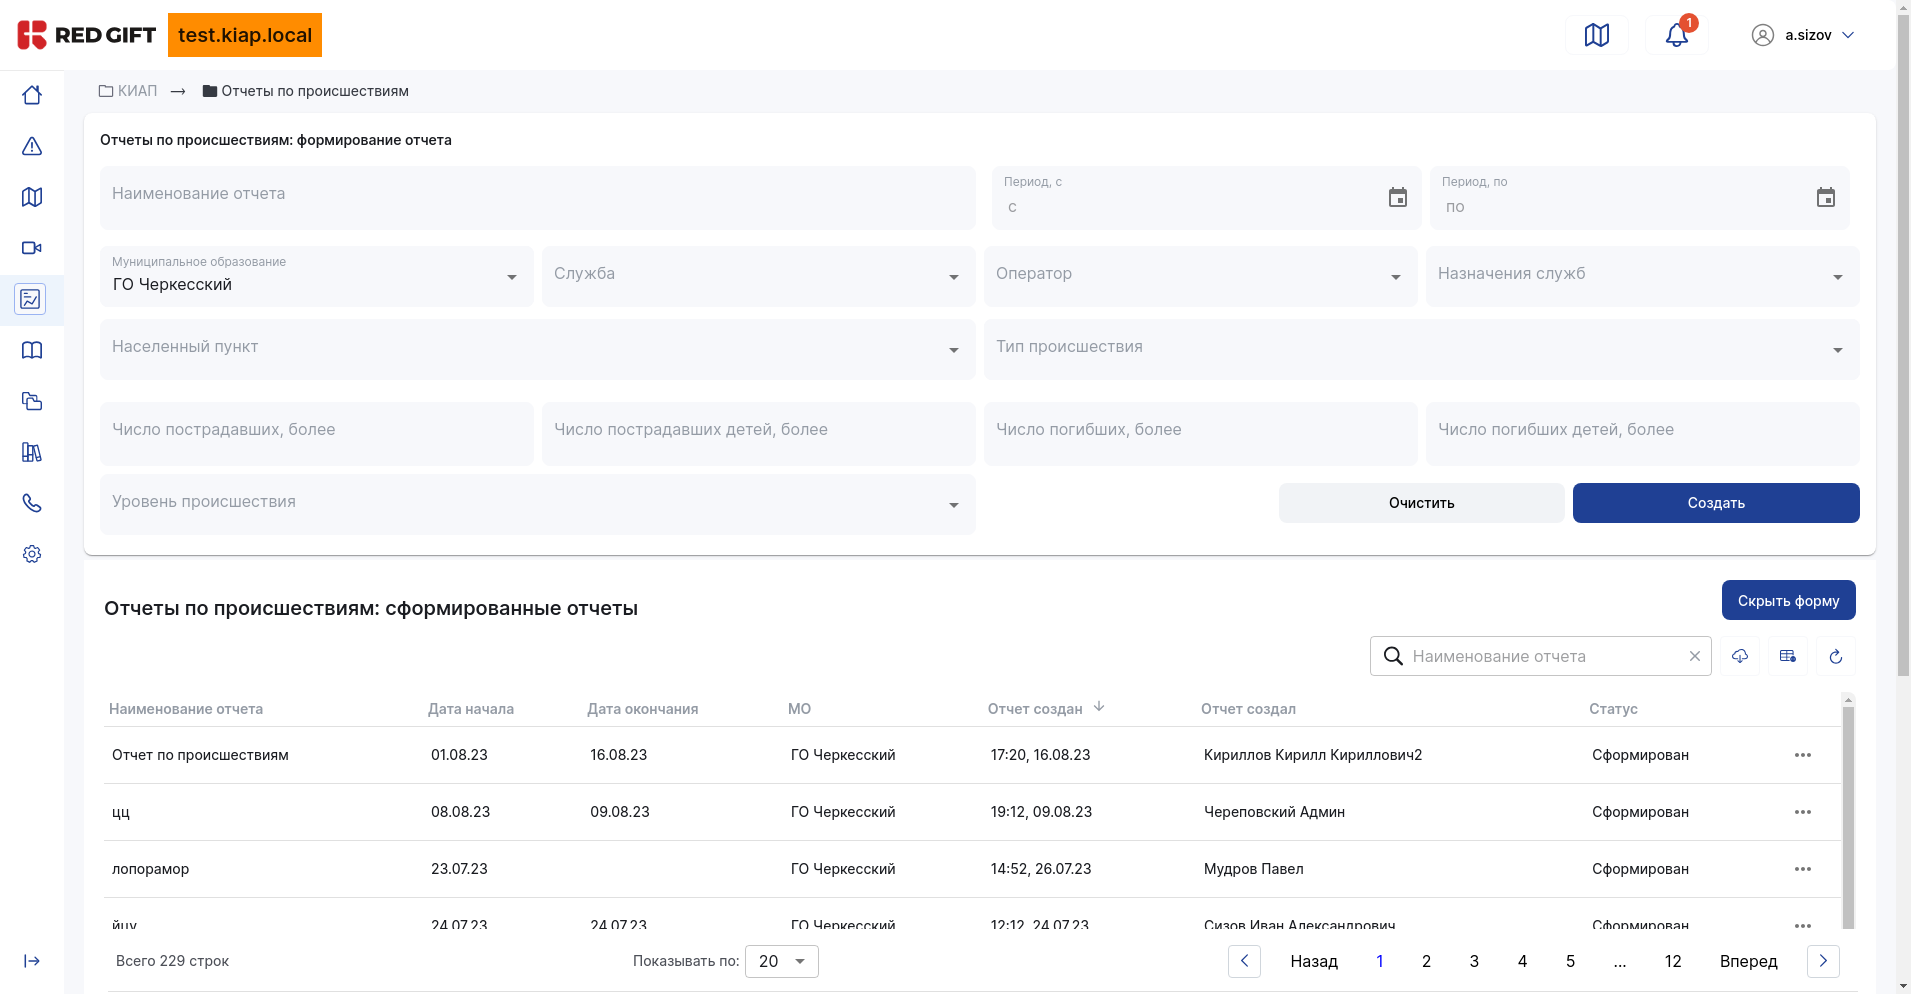 RED GIFT test.kiap.local 1 a.sizov
КИАП → Отчеты по происшествиям
Отчеты по происшествиям: формирование отчета
Наименование отчета
Период, с
с
Период, по
по
Муниципальное образование
ГО Черкесский
Служба
Оператор
Назначения служб
Населенный пункт
Тип происшествия
Число пострадавших, более
Число пострадавших детей, более
Число погибших, более
Число погибших детей, более
Уровень происшествия
Очистить
Создать
Отчеты по происшествиям: сформированные отчеты
Скрыть форму
Наименование отчета
Наименование отчета Дата начала Дата окончания МО Отчет создан Отчет создал Статус
Отчет по происшествиям 01.08.23 16.08.23 ГО Черкесский 17:20, 16.08.23 Кириллов Кирилл Кириллович2 Сформирован
цц 08.08.23 09.08.23 ГО Черкесский 19:12, 09.08.23 Череповский Админ Сформирован
лопорамор 23.07.23 ГО Черкесский 14:52, 26.07.23 Мудров Павел Сформирован
йцу 24.07.23 24.07.23 ГО Черкесский 12:12, 24.07.23 Сизов Иван Александрович Сформирован
Всего 229 строк Показывать по: 20 Назад 1 2 3 4 5 ... 12 Вперед